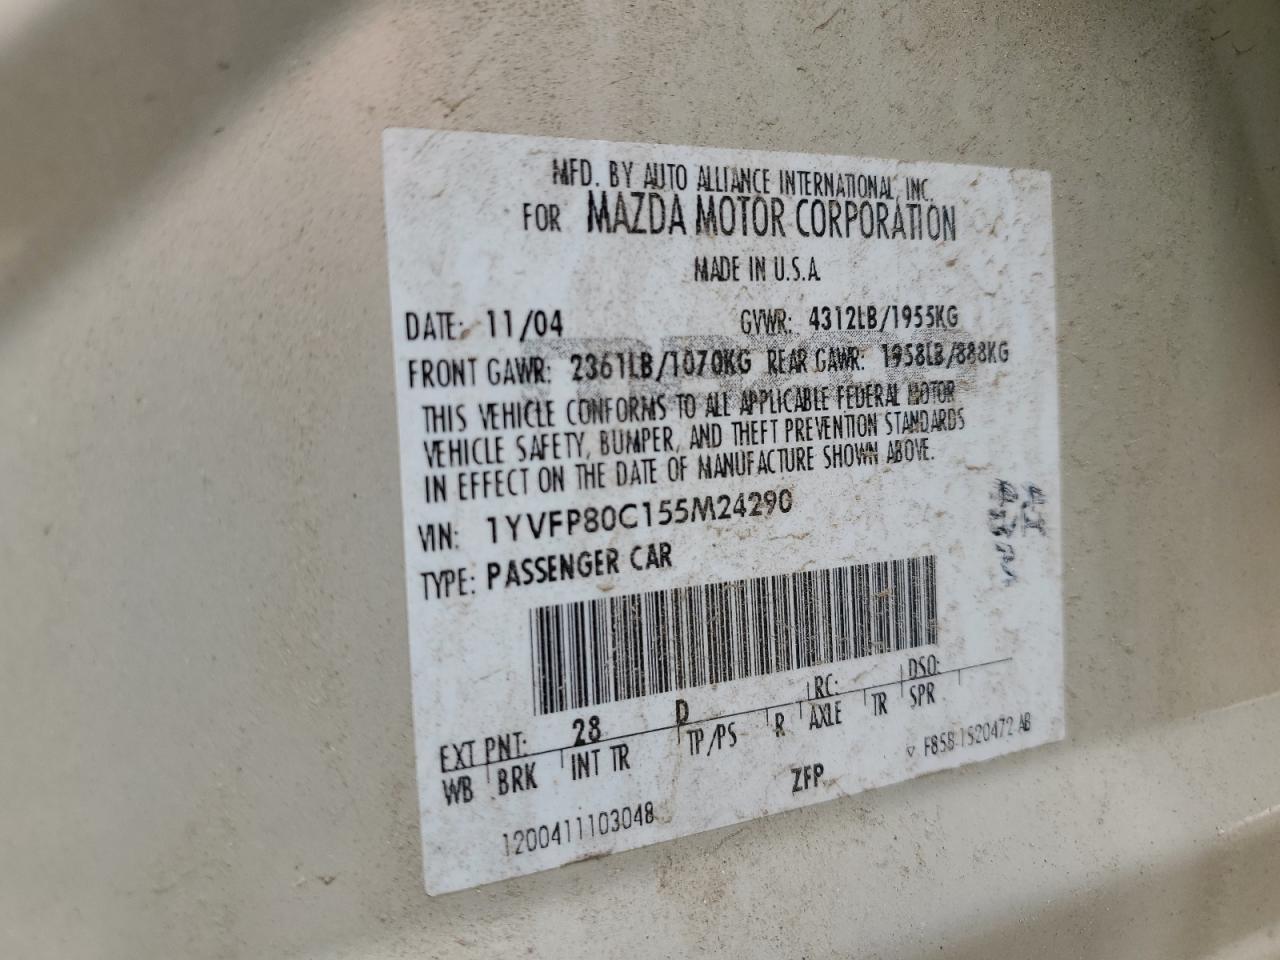 MFD. BY AUTO ALLIANCE INTERNATIONAL, INC.
FOR MAZDA MOTOR CORPORATION
MADE IN U.S.A.
DATE: 11/04 GVWR: 4312LB/1955KG
FRONT GAWR: 2361LB/1070KG REAR GAWR: 1958LB/888KG
THIS VEHICLE CONFORMS TO ALL APPLICABLE FEDERAL MOTOR
VEHICLE SAFETY, BUMPER, AND THEFT PREVENTION STANDARDS
IN EFFECT ON THE DATE OF MANUFACTURE SHOWN ABOVE.
VIN: 1YVFP80C155M24290
TYPE: PASSENGER CAR
EXT PNT: 28 D RC: DSO:
WB BRK INT TR TP/PS R AXLE TR SPR
ZFP
F85B-1520472-AB
1200411103048